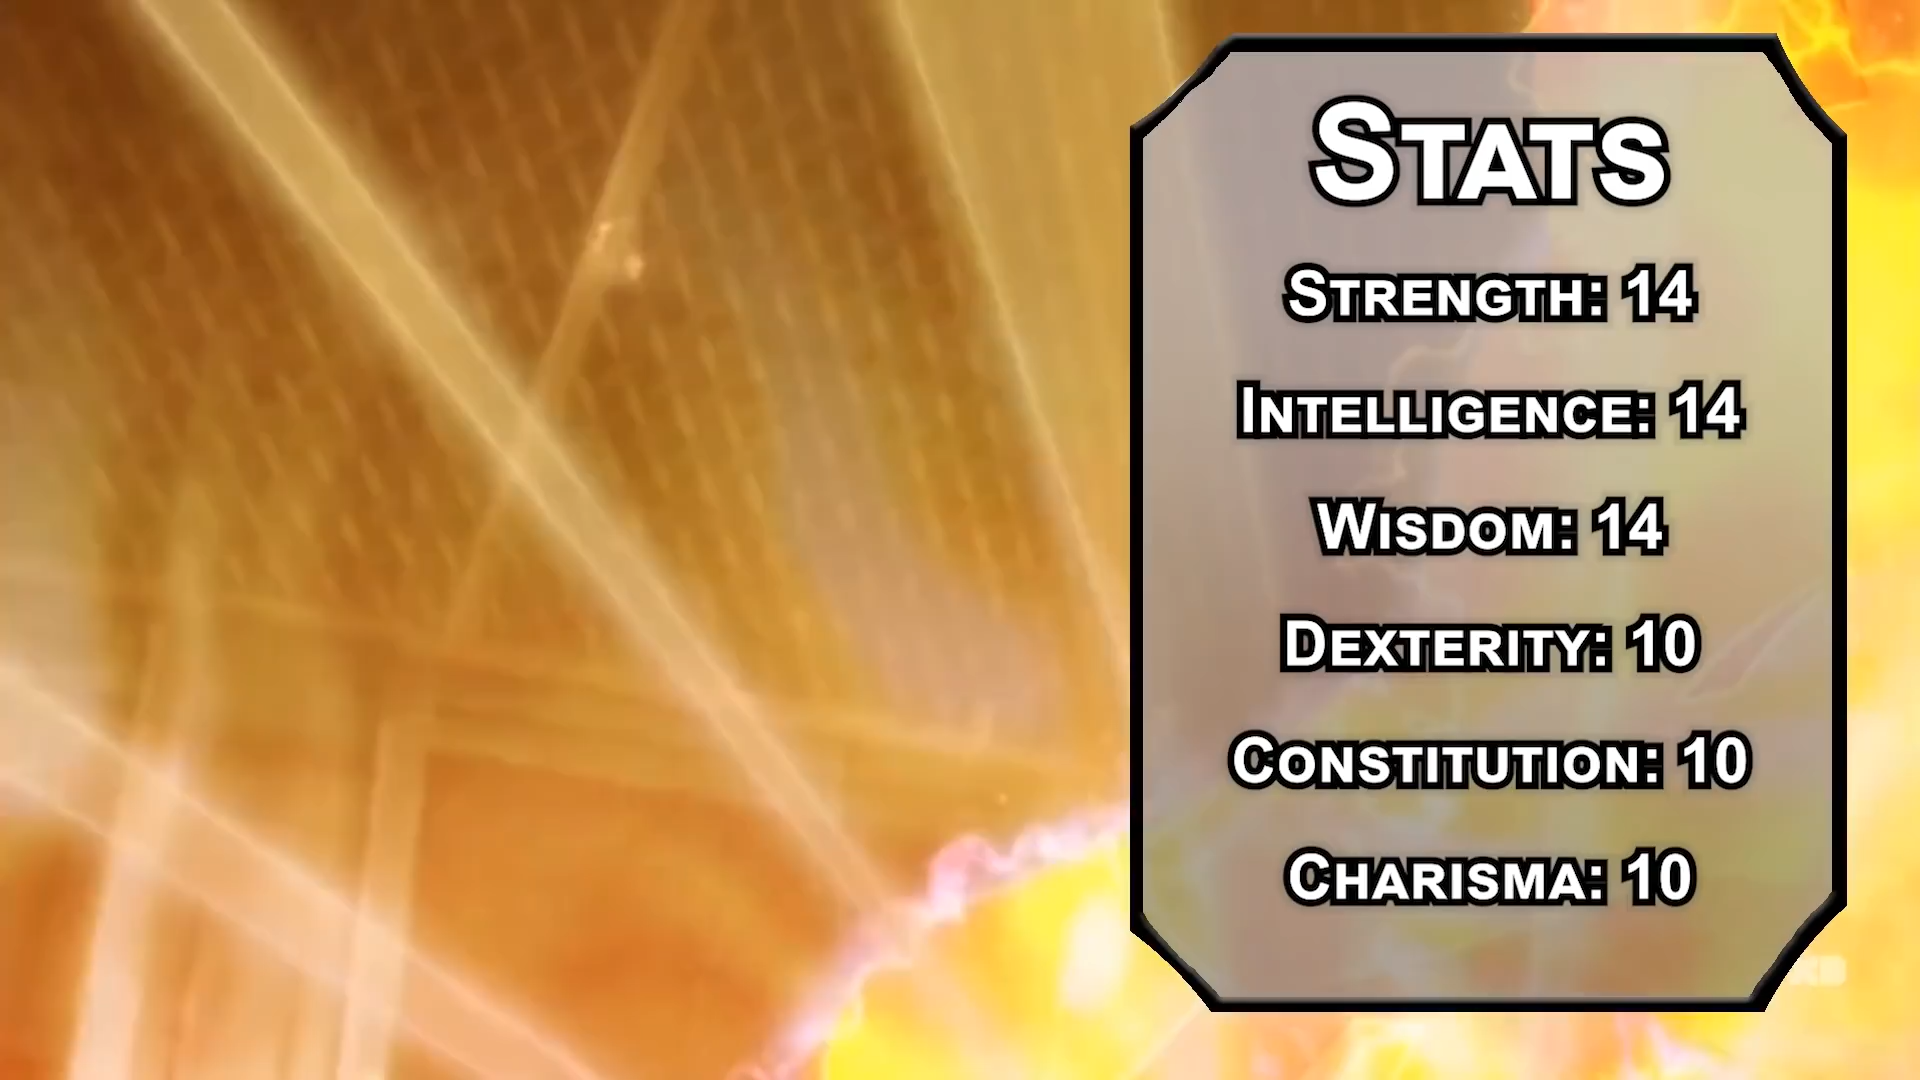 Stats
Strength: 14
Intelligence: 14
Wisdom: 14
Dexterity: 10
Constitution: 10
Charisma: 10